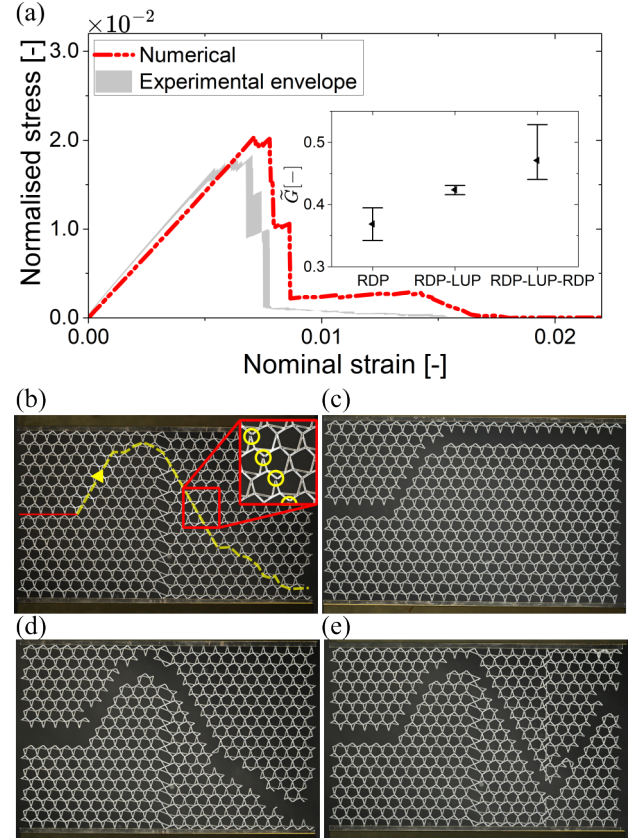 (a)
×10⁻²
3.0
2.0
1.0
0.0
Normalised stress [-]
Numerical
Experimental envelope
0.5
0.4
0.3
G̃[−]
RDP
RDP-LUP
RDP-LUP-RDP
0.00
0.01
0.02
Nominal strain [-]
(b)
(c)
(d)
(e)